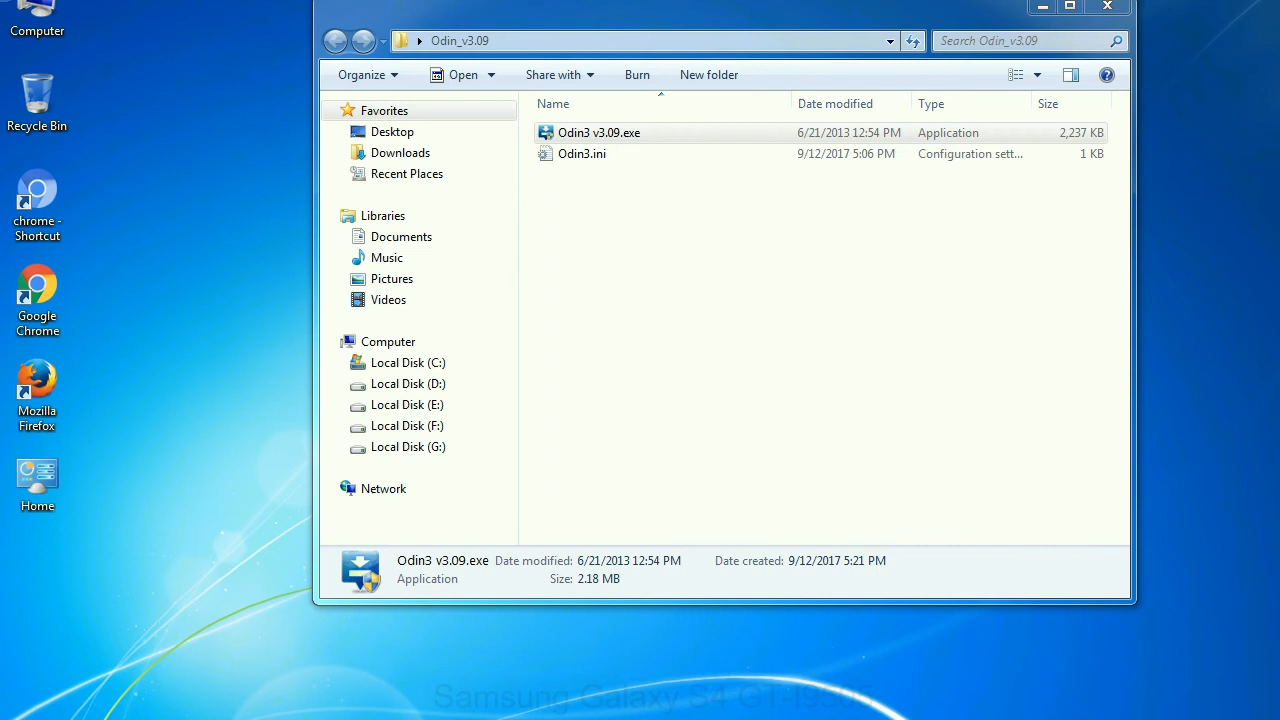 Computer
Recycle Bin
chrome -
Shortcut
Google
Chrome
Mozilla
Firefox
Home
Odin_v3.09
Search Odin_v3.09
Organize
Open
Share with
Burn
New folder
Favorites
Desktop
Downloads
Recent Places
Libraries
Documents
Music
Pictures
Videos
Computer
Local Disk (C:)
Local Disk (D:)
Local Disk (E:)
Local Disk (F:)
Local Disk (G:)
Network
Name Date modified Type Size
Odin3 v3.09.exe 6/21/2013 12:54 PM Application 2,237 KB
Odin3.ini 9/12/2017 5:06 PM Configuration sett... 1 KB
Odin3 v3.09.exe Date modified: 6/21/2013 12:54 PM Date created: 9/12/2017 5:21 PM
Application Size: 2.18 MB
Samsung Galaxy S4 GT-I9505